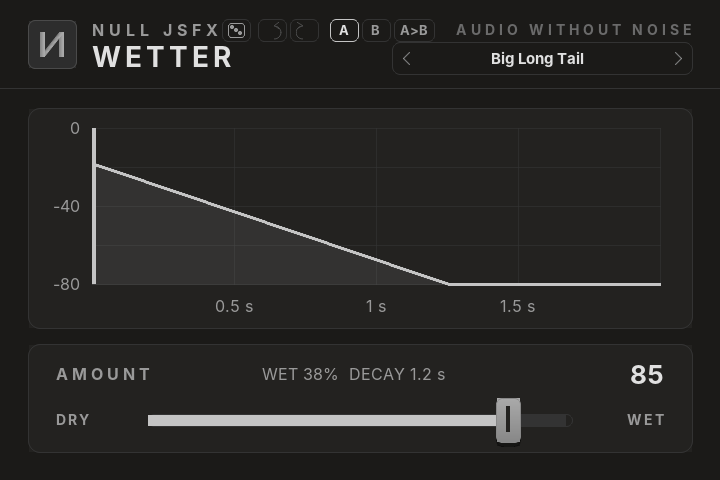 NULL JSFX A B A>B AUDIO WITHOUT NOISE
WETTER
Big Long Tail
0
-40
-80
0.5 s 1 s 1.5 s
AMOUNT WET 38% DECAY 1.2 s 85
DRY WET